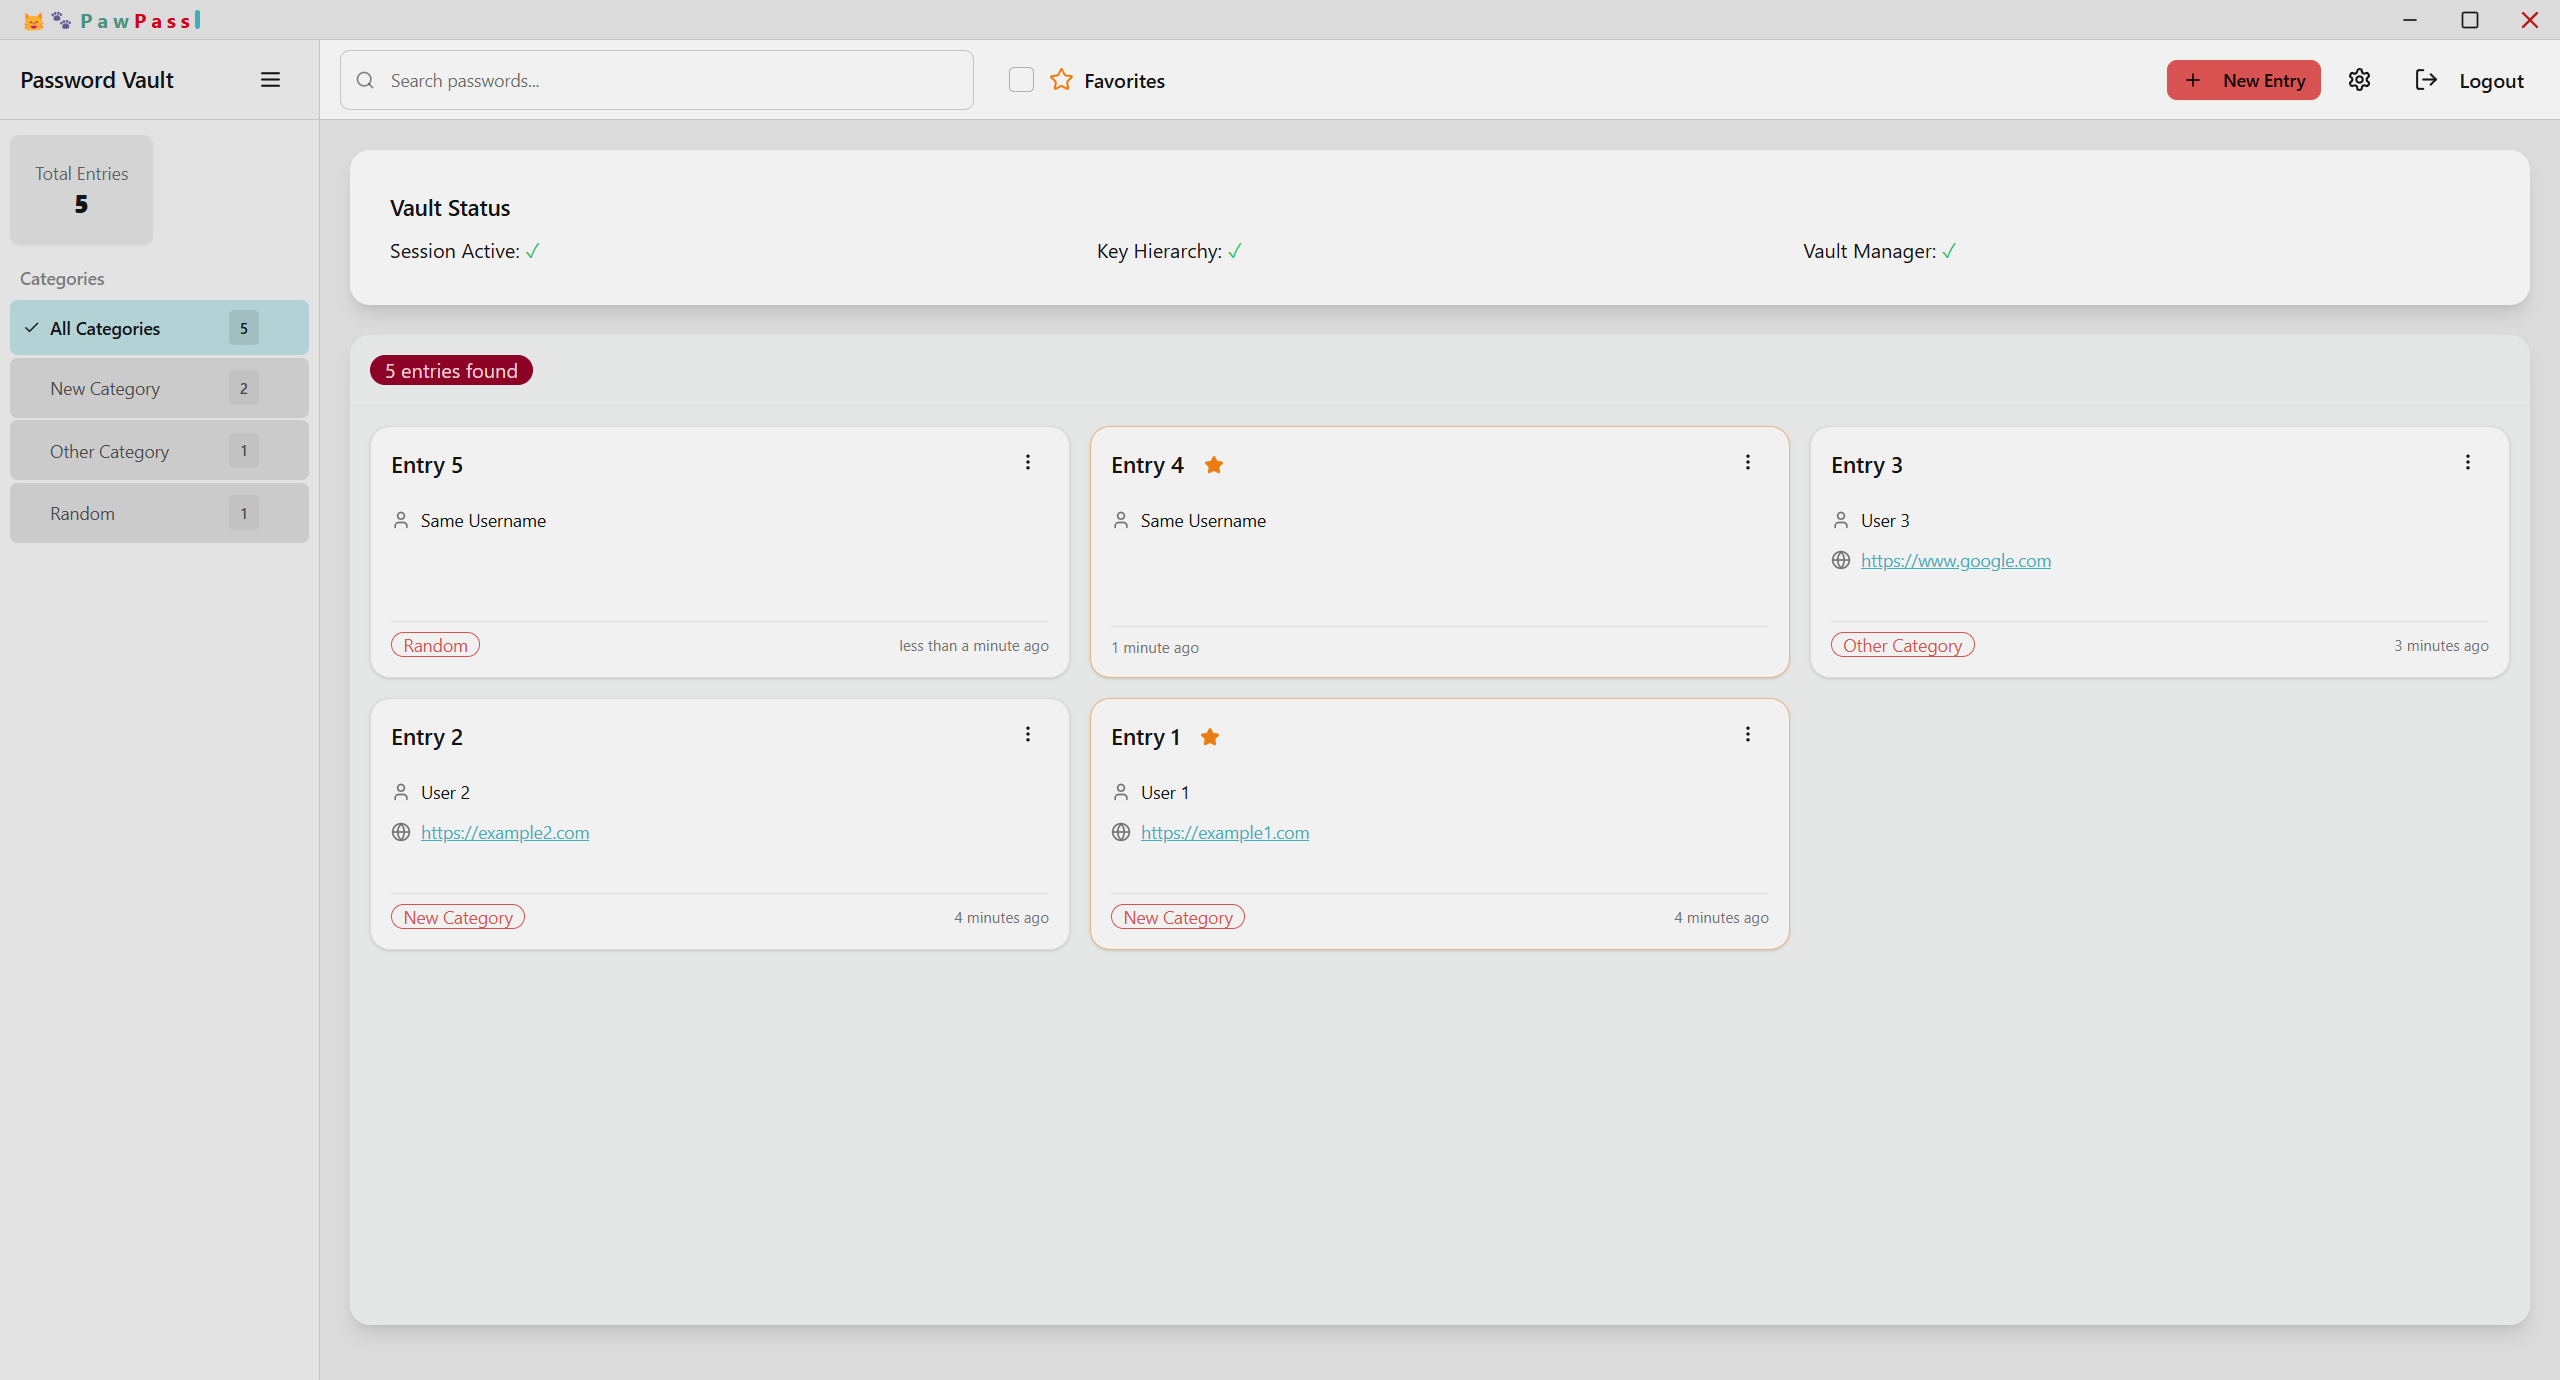 PawPass
Password Vault
Search passwords...
Favorites
New Entry
Logout
Total Entries
5
Categories
All Categories 5
New Category 2
Other Category 1
Random 1
Vault Status
Session Active: ✓
Key Hierarchy: ✓
Vault Manager: ✓
5 entries found
Entry 5
Same Username
Random
less than a minute ago
Entry 4
Same Username
1 minute ago
Entry 3
User 3
https://www.google.com
Other Category
3 minutes ago
Entry 2
User 2
https://example2.com
New Category
4 minutes ago
Entry 1
User 1
https://example1.com
New Category
4 minutes ago